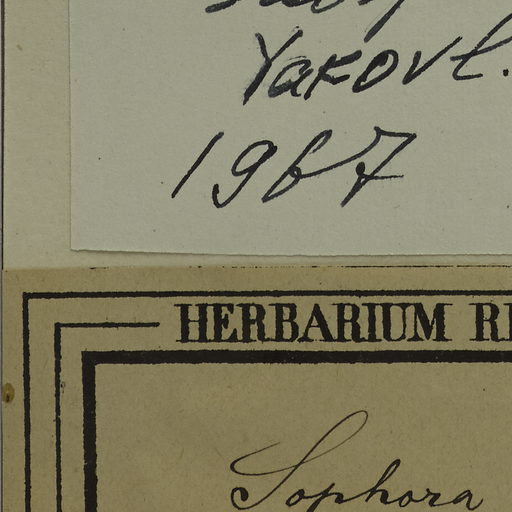 Yakovl.
1967
HERBARIUM
Sophora